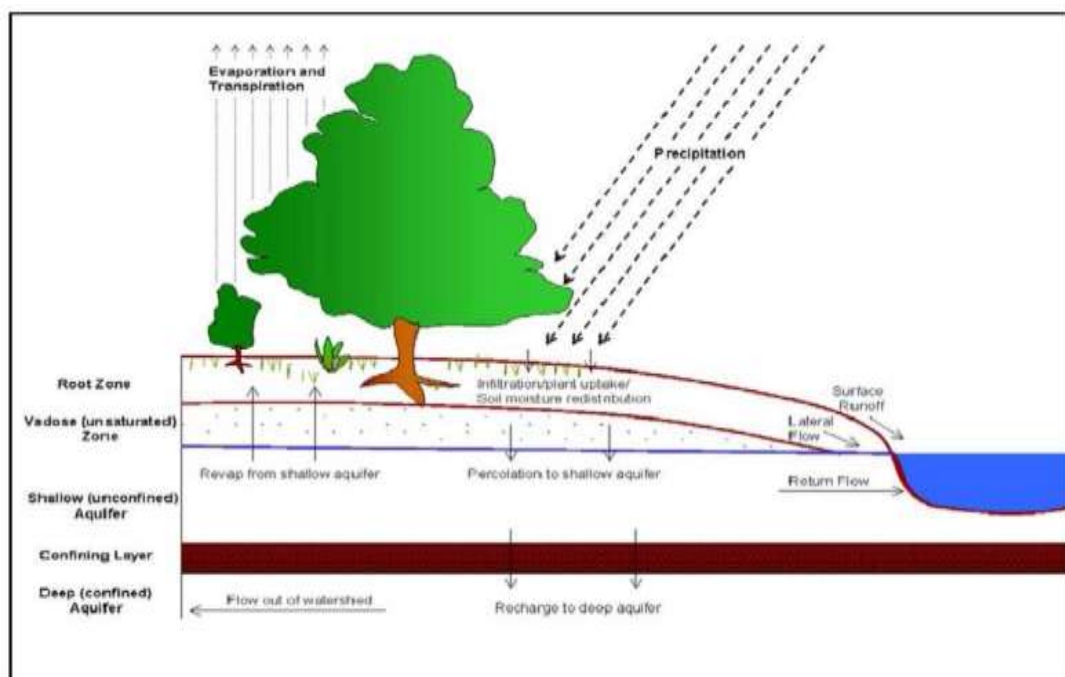 Evaporation and
Transpiration
Precipitation
Root Zone
Infiltration/plant uptake/
Soil moisture redistribution
Surface
Runoff
Vadose (unsaturated)
Zone
Lateral
Flow
Revap from shallow aquifer
Percolation to shallow aquifer
Return Flow
Shallow (unconfined)
Aquifer
Confining Layer
Deep (confined)
Aquifer
Flow out of watershed
Recharge to deep aquifer